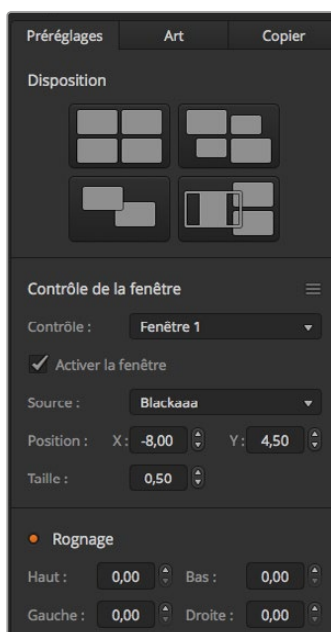 Préréglages Art Copier
Disposition
Contrôle de la fenêtre
Contrôle : Fenêtre 1
Activer la fenêtre
Source : Blackaaa
Position : X: -8,00 Y: 4,50
Taille : 0,50
Rognage
Haut : 0,00 Bas : 0,00
Gauche : 0,00 Droite : 0,00